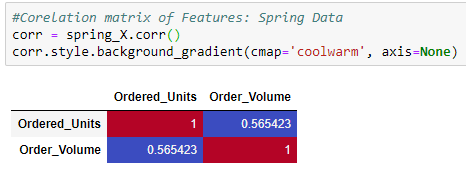 #Corelation matrix of Features: Spring Data
corr = spring_X.corr()
corr.style.background_gradient(cmap='coolwarm', axis=None)
Ordered_Units Order_Volume
Ordered_Units 1 0.565423
Order_Volume 0.565423 1